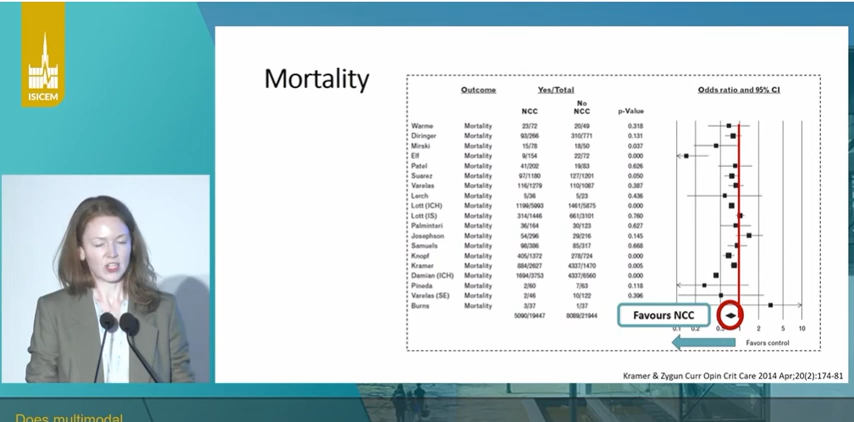 ISICEM
Mortality
Outcome Yes/Total Odds ratio and 95% CI
NCC No NCC p-Value
Warme Mortality 23/72 20/49 0.318
Diringer Mortality 93/266 310/771 0.131
Mirski Mortality 15/78 18/50 0.037
Elf Mortality 9/154 22/72 0.000
Patel Mortality 41/202 19/83 0.626
Suarez Mortality 97/1180 127/1201 0.050
Varelas Mortality 116/1279 110/1087 0.387
Lerch Mortality 5/36 5/23 0.436
Lott (ICH) Mortality 1199/5993 1461/5875 0.000
Lott (IS) Mortality 314/1446 661/3101 0.760
Palmintari Mortality 36/164 30/123 0.627
Josephson Mortality 54/296 29/216 0.145
Samuels Mortality 98/386 85/317 0.668
Knopf Mortality 405/1372 278/724 0.000
Kramer Mortality 884/2627 4337/1470 0.005
Damian (ICH) Mortality 1694/3753 4337/6560 0.000
Pineda Mortality 2/60 7/63 0.118
Varelas (SE) Mortality 2/46 10/122 0.396
Burns Mortality 3/37 1/37
5090/19447 8089/21944
Favours NCC
0.1 0.2 1 2 5 10
Favors control
Kramer & Zygun Curr Opin Crit Care 2014 Apr;20(2):174-81
Does multimodal